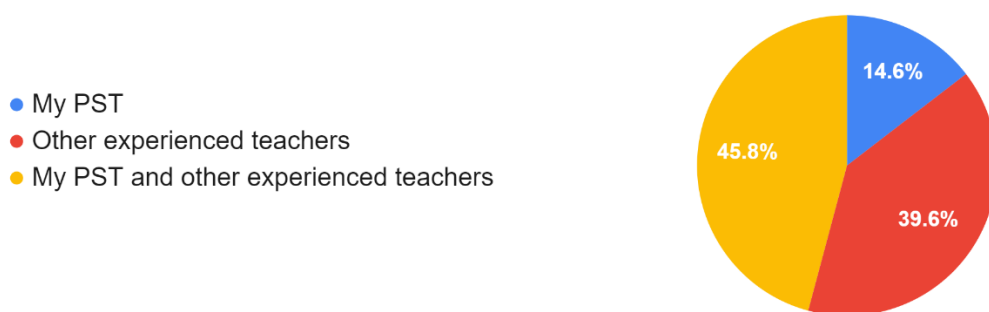 My PST
Other experienced teachers
My PST and other experienced teachers
14.6%
45.8%
39.6%